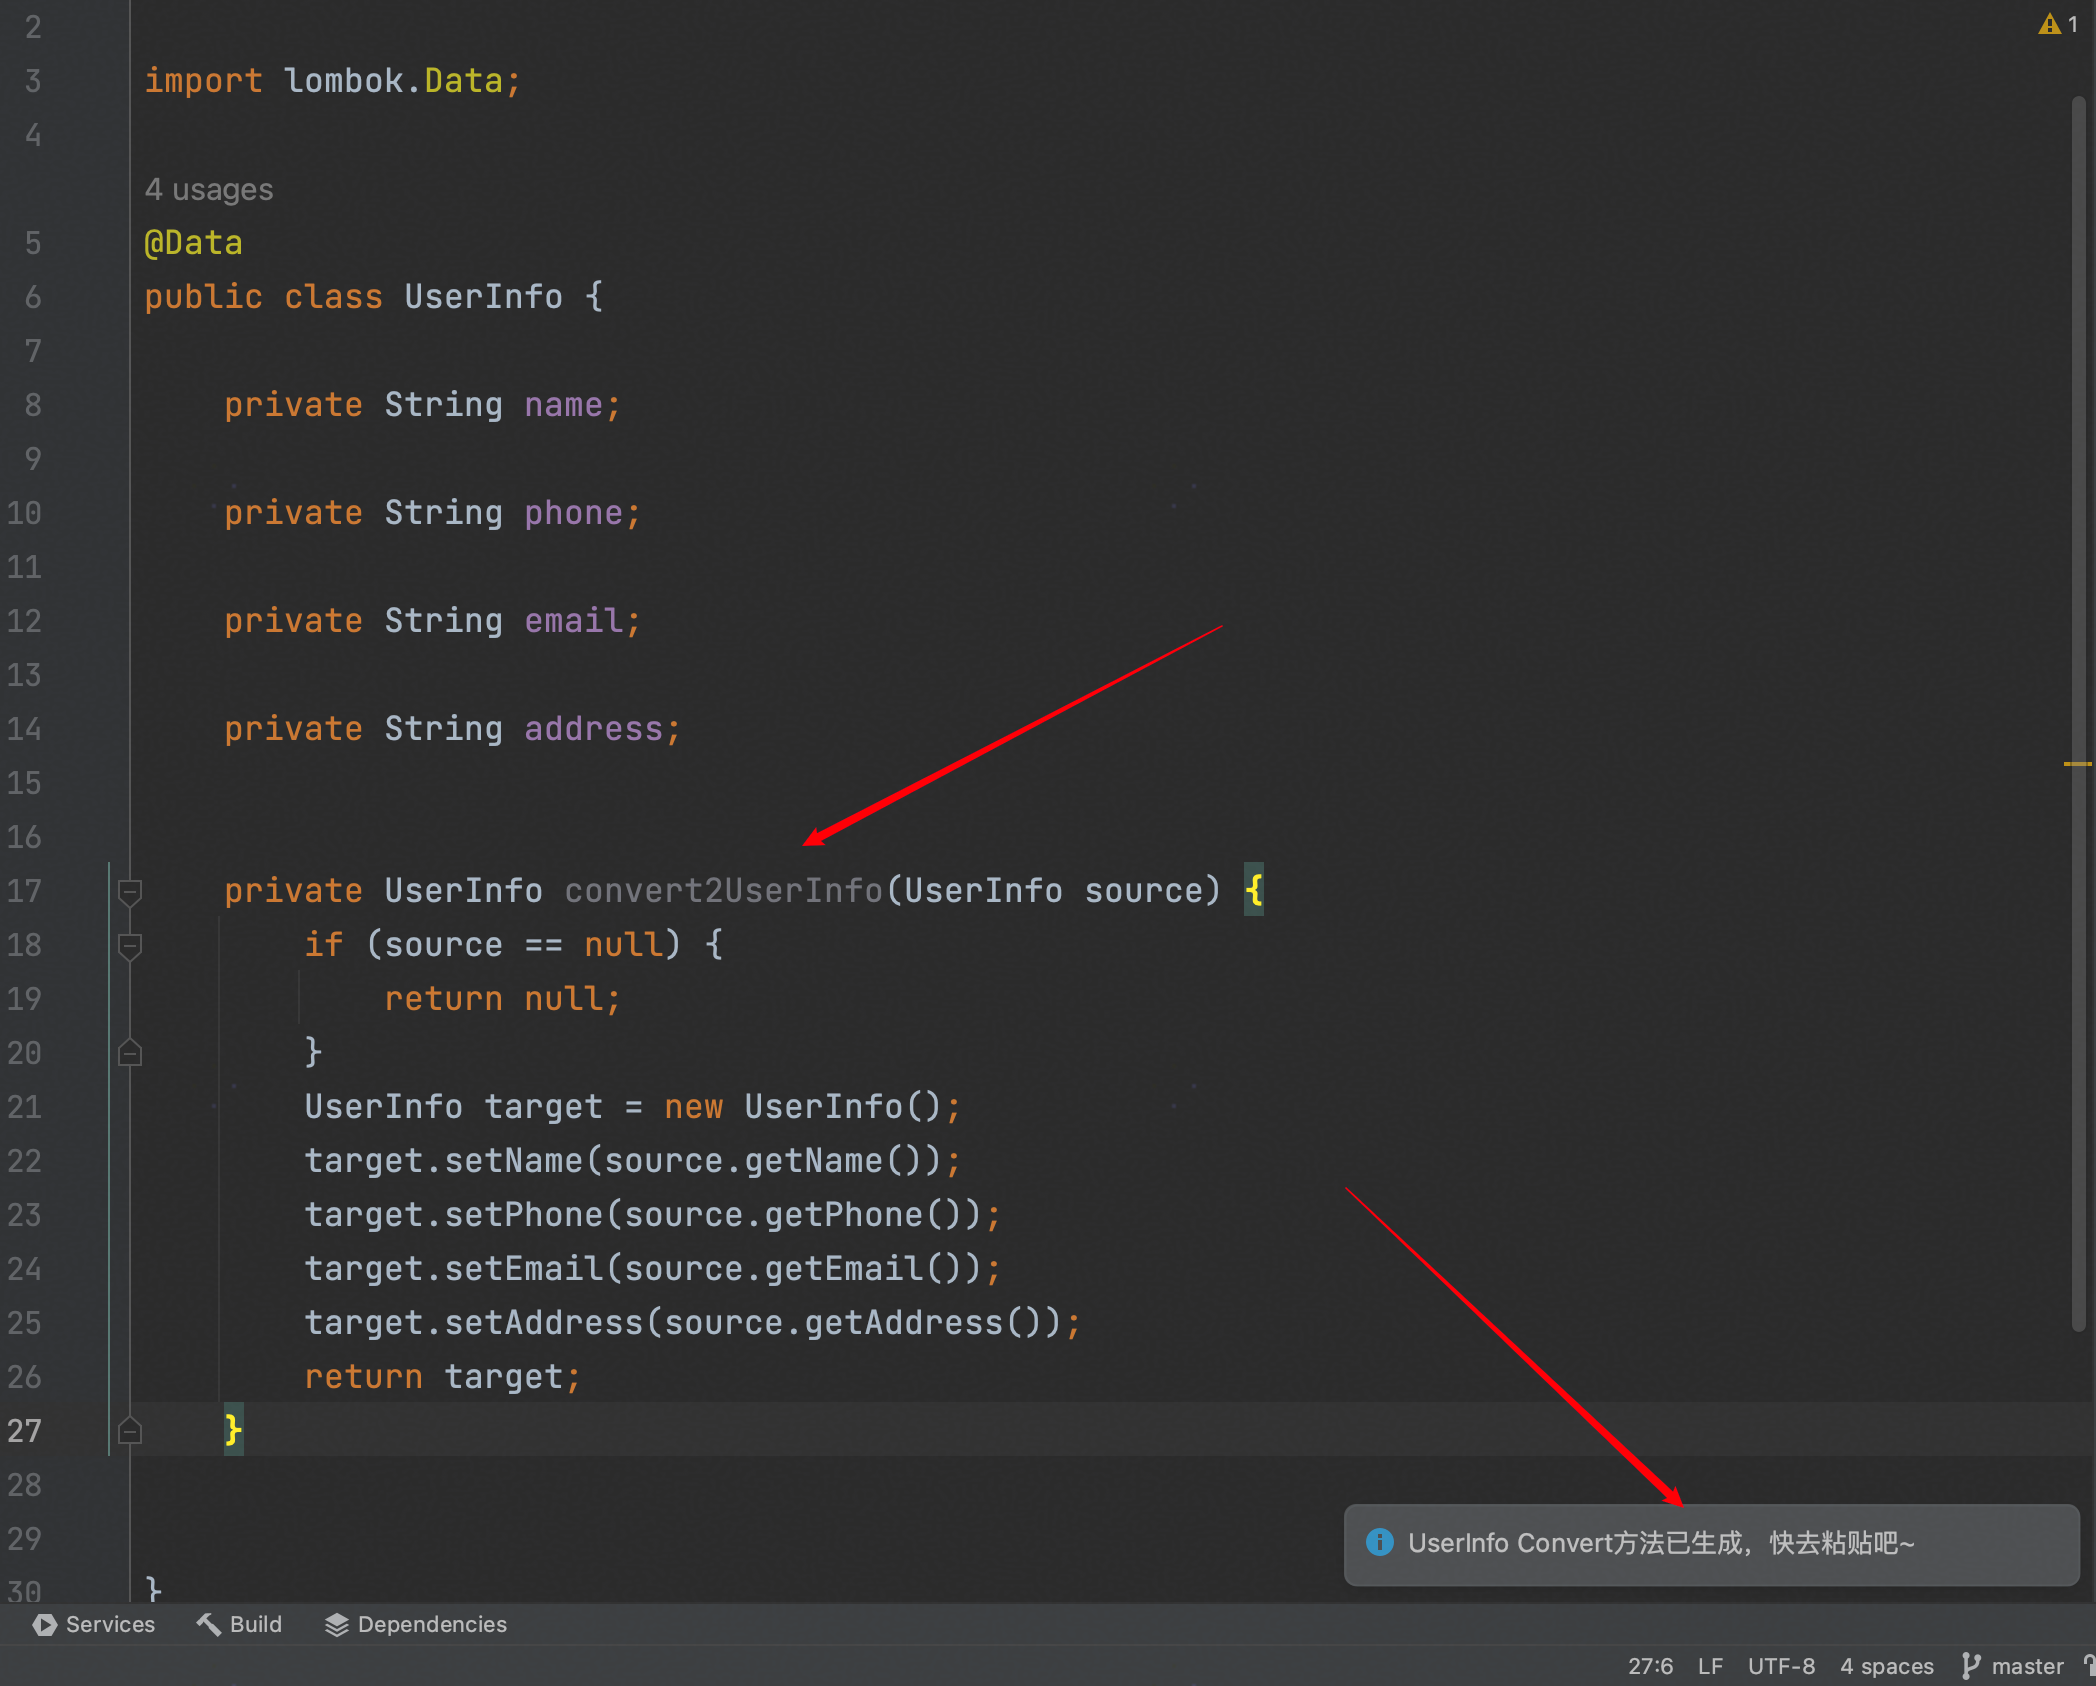 2
⚠ 1
3 import lombok.Data;
4
4 usages
5 @Data
6 public class UserInfo {
7
8     private String name;
9
10     private String phone;
11
12     private String email;
13
14     private String address;
15
16
17     private UserInfo convert2UserInfo(UserInfo source) {
18         if (source == null) {
19             return null;
20         }
21         UserInfo target = new UserInfo();
22         target.setName(source.getName());
23         target.setPhone(source.getPhone());
24         target.setEmail(source.getEmail());
25         target.setAddress(source.getAddress());
26         return target;
27     }
28
UserInfo Convert方法已生成，快去粘贴吧~
29
30 }
Services Build Dependencies
27:6 LF UTF-8 4 spaces master